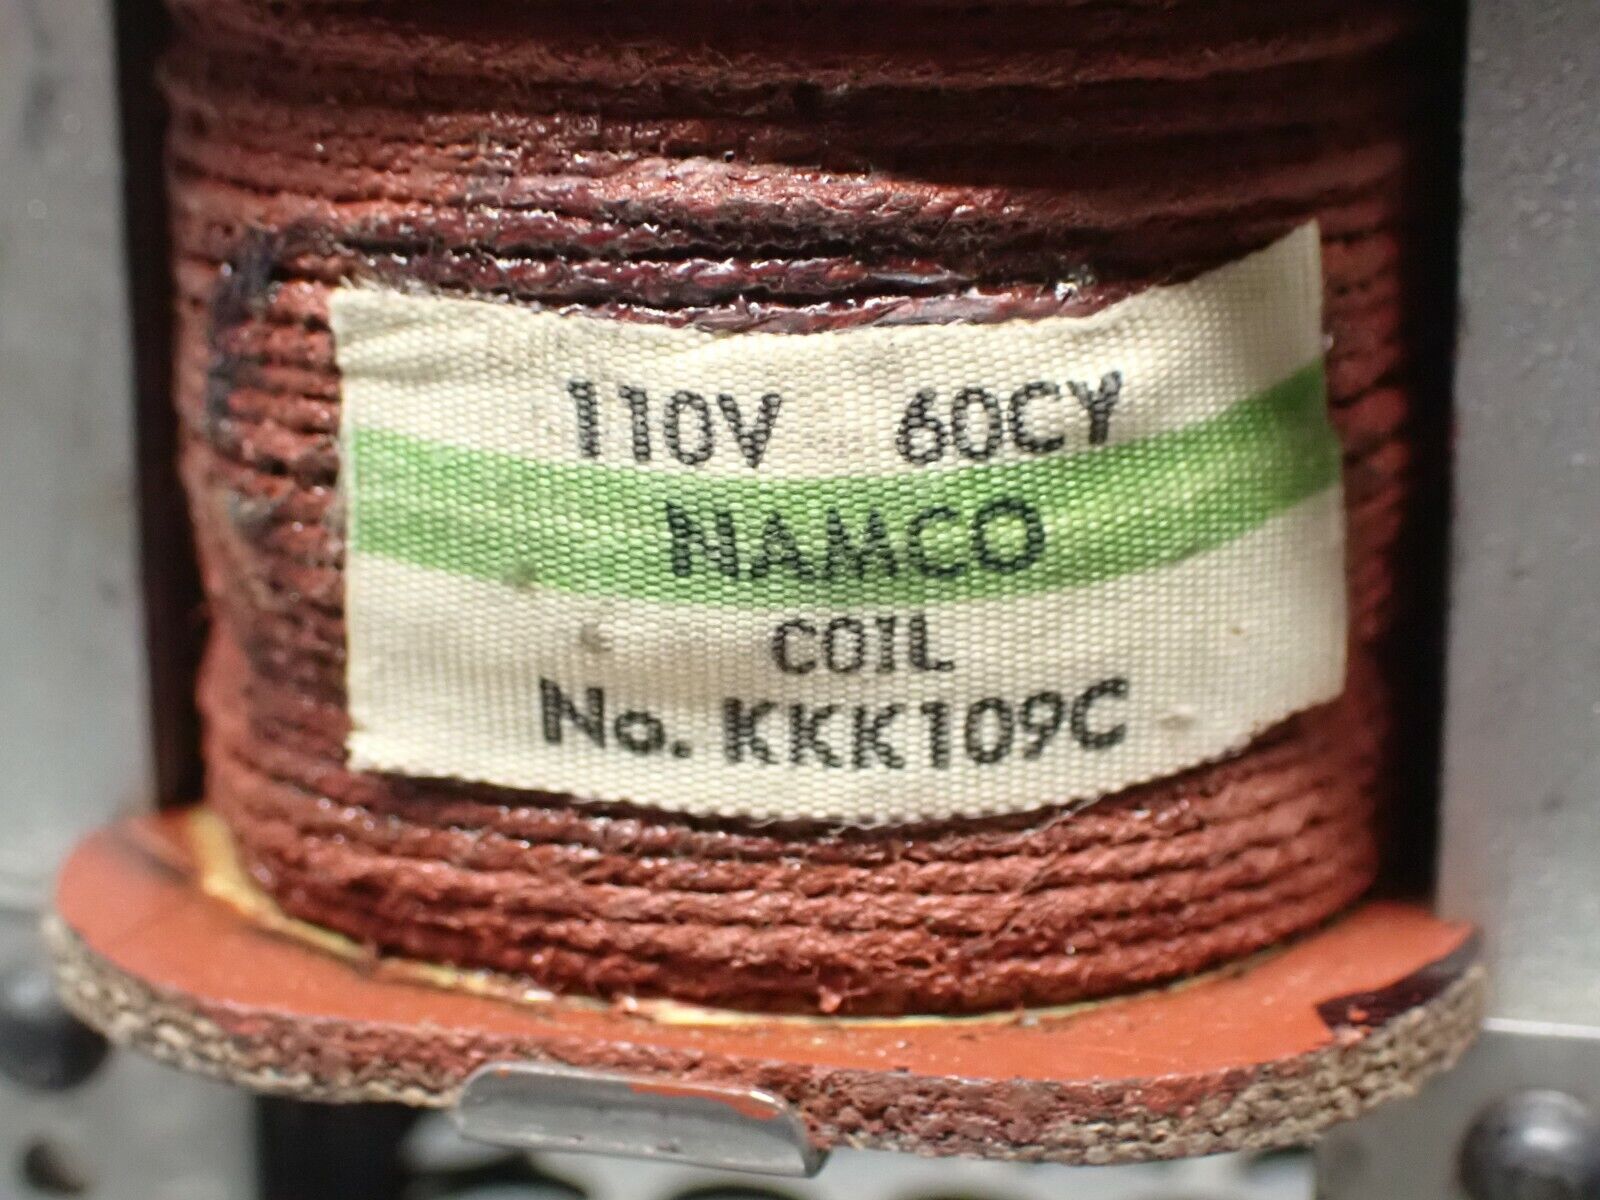 110V 60CY
NAMCO
COIL
No. KKK109C